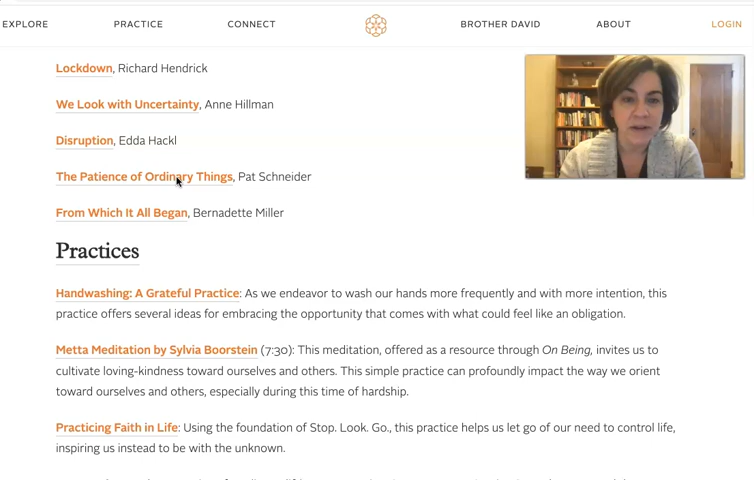 EXPLORE PRACTICE CONNECT BROTHER DAVID ABOUT LOGIN
Lockdown, Richard Hendrick
We Look with Uncertainty, Anne Hillman
Disruption, Edda Hackl
The Patience of Ordinary Things, Pat Schneider
From Which It All Began, Bernadette Miller
Practices
Handwashing: A Grateful Practice: As we endeavor to wash our hands more frequently and with more intention, this
practice offers several ideas for embracing the opportunity that comes with what could feel like an obligation.
Metta Meditation by Sylvia Boorstein (7:30): This meditation, offered as a resource through On Being, invites us to
cultivate loving-kindness toward ourselves and others. This simple practice can profoundly impact the way we orient
toward ourselves and others, especially during this time of hardship.
Practicing Faith in Life: Using the foundation of Stop. Look. Go., this practice helps us let go of our need to control life,
inspiring us instead to be with the unknown.